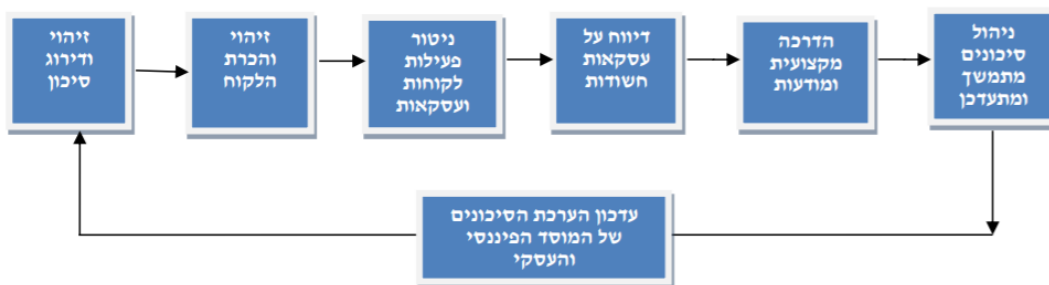 זיהוי
ודירוג
סיכון
זיהוי
והכרת
הלקוח
ניטור
פעילות
לקוחות
ועסקאות
דיווח על
עסקאות
חשודות
הדרכה
מקצועית
ומודעות
ניהול
סיכונים
מתמשך
ומתעדכן
עדכון הערכת הסיכונים
של המוסד הפיננסי
והעסקי